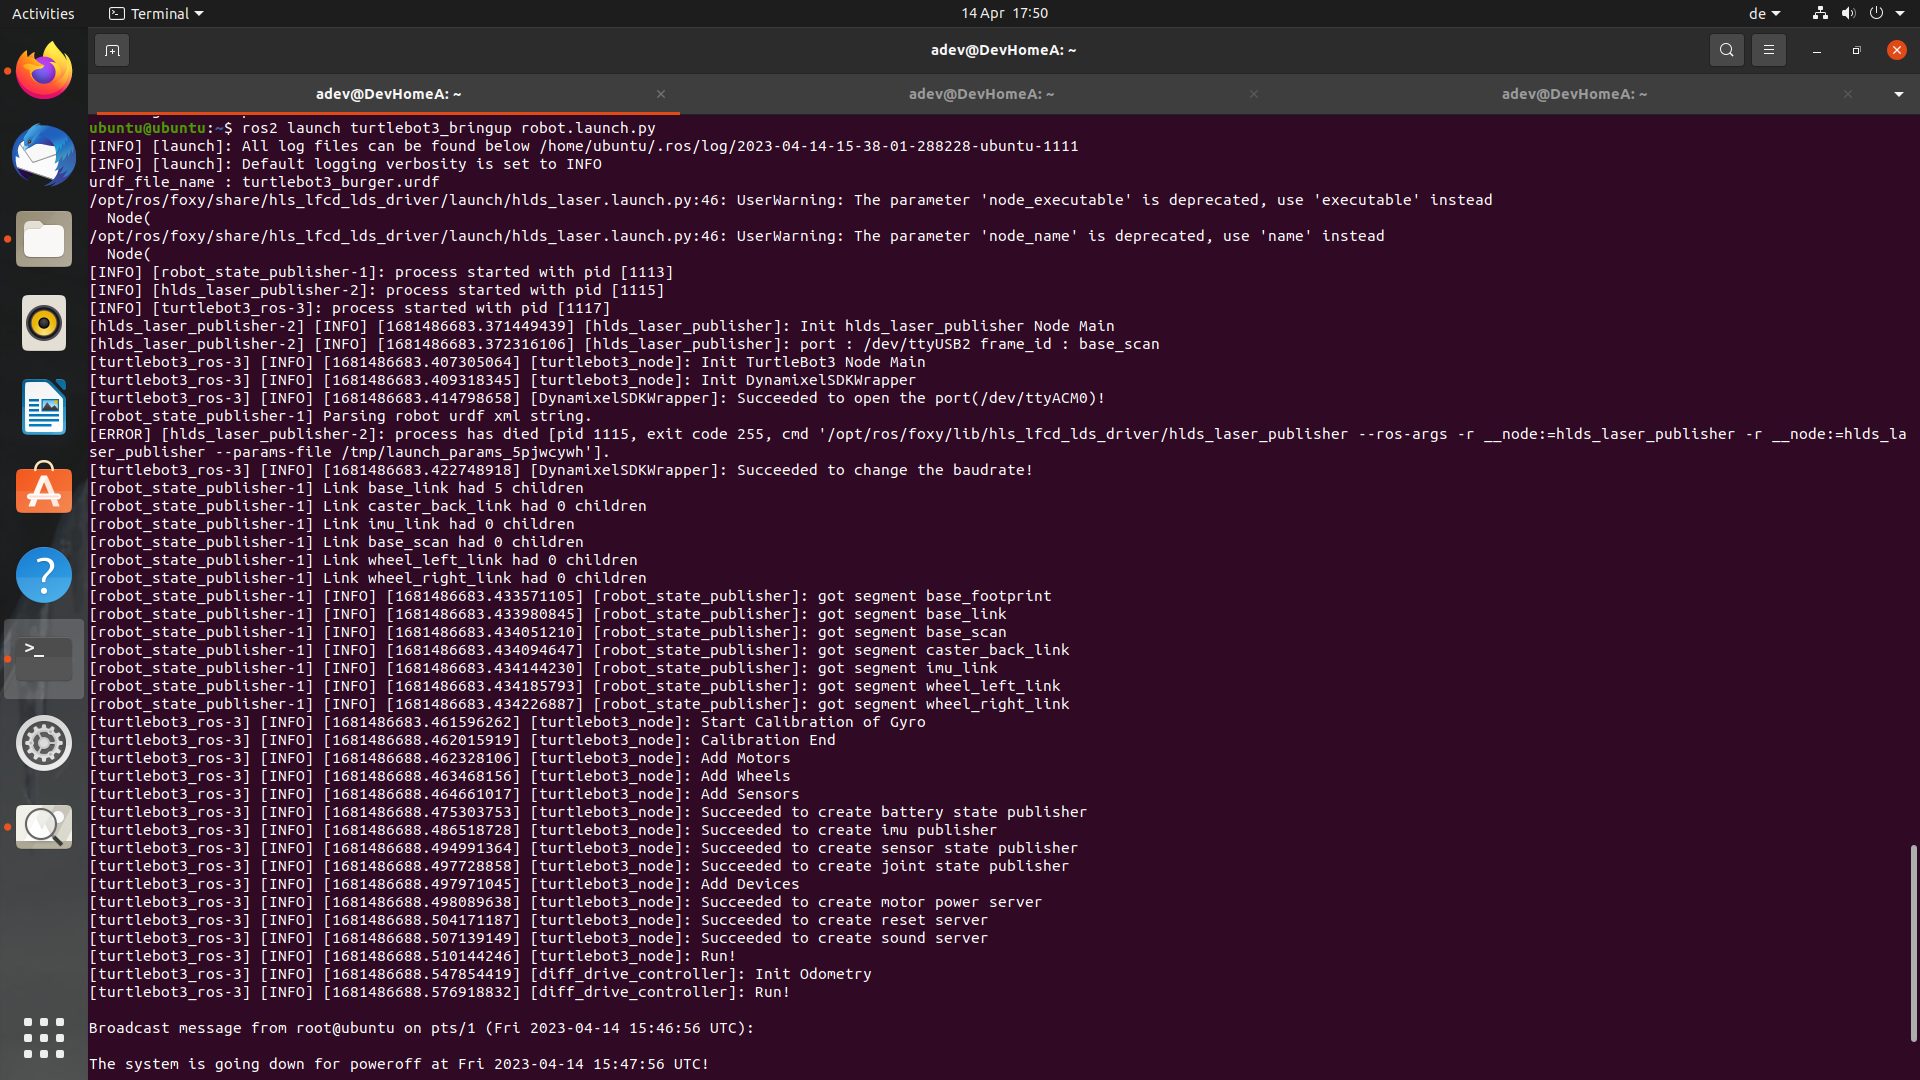 Activities
Terminal
14 Apr 17:50
de
adev@DevHomeA: ~
adev@DevHomeA: ~
adev@DevHomeA: ~
adev@DevHomeA: ~
ubuntu@ubuntu:~$ ros2 launch turtlebot3_bringup robot.launch.py
[INFO] [launch]: All log files can be found below /home/ubuntu/.ros/log/2023-04-14-15-38-01-288228-ubuntu-1111
[INFO] [launch]: Default logging verbosity is set to INFO
urdf_file_name : turtlebot3_burger.urdf
/opt/ros/foxy/share/hls_lfcd_lds_driver/launch/hlds_laser.launch.py:46: UserWarning: The parameter 'node_executable' is deprecated, use 'executable' instead
  Node(
/opt/ros/foxy/share/hls_lfcd_lds_driver/launch/hlds_laser.launch.py:46: UserWarning: The parameter 'node_name' is deprecated, use 'name' instead
  Node(
[INFO] [robot_state_publisher-1]: process started with pid [1113]
[INFO] [hlds_laser_publisher-2]: process started with pid [1115]
[INFO] [turtlebot3_ros-3]: process started with pid [1117]
[hlds_laser_publisher-2] [INFO] [1681486683.371449439] [hlds_laser_publisher]: Init hlds_laser_publisher Node Main
[hlds_laser_publisher-2] [INFO] [1681486683.372316106] [hlds_laser_publisher]: port : /dev/ttyUSB2 frame_id : base_scan
[turtlebot3_ros-3] [INFO] [1681486683.407305064] [turtlebot3_node]: Init TurtleBot3 Node Main
[turtlebot3_ros-3] [INFO] [1681486683.409318345] [turtlebot3_node]: Init DynamixelSDKWrapper
[turtlebot3_ros-3] [INFO] [1681486683.414798658] [DynamixelSDKWrapper]: Succeeded to open the port(/dev/ttyACM0)!
[robot_state_publisher-1] Parsing robot urdf xml string.
[ERROR] [hlds_laser_publisher-2]: process has died [pid 1115, exit code 255, cmd '/opt/ros/foxy/lib/hls_lfcd_lds_driver/hlds_laser_publisher --ros-args -r __node:=hlds_laser_publisher -r __node:=hlds_la
ser_publisher --params-file /tmp/launch_params_5pjwcywh'].
[turtlebot3_ros-3] [INFO] [1681486683.422748918] [DynamixelSDKWrapper]: Succeeded to change the baudrate!
[robot_state_publisher-1] Link base_link had 5 children
[robot_state_publisher-1] Link caster_back_link had 0 children
[robot_state_publisher-1] Link imu_link had 0 children
[robot_state_publisher-1] Link base_scan had 0 children
[robot_state_publisher-1] Link wheel_left_link had 0 children
[robot_state_publisher-1] Link wheel_right_link had 0 children
[robot_state_publisher-1] [INFO] [1681486683.433571105] [robot_state_publisher]: got segment base_footprint
[robot_state_publisher-1] [INFO] [1681486683.433980845] [robot_state_publisher]: got segment base_link
[robot_state_publisher-1] [INFO] [1681486683.434051210] [robot_state_publisher]: got segment base_scan
[robot_state_publisher-1] [INFO] [1681486683.434094647] [robot_state_publisher]: got segment caster_back_link
[robot_state_publisher-1] [INFO] [1681486683.434144230] [robot_state_publisher]: got segment imu_link
[robot_state_publisher-1] [INFO] [1681486683.434185793] [robot_state_publisher]: got segment wheel_left_link
[robot_state_publisher-1] [INFO] [1681486683.434226887] [robot_state_publisher]: got segment wheel_right_link
[turtlebot3_ros-3] [INFO] [1681486683.461596262] [turtlebot3_node]: Start Calibration of Gyro
[turtlebot3_ros-3] [INFO] [1681486688.462015919] [turtlebot3_node]: Calibration End
[turtlebot3_ros-3] [INFO] [1681486688.462328106] [turtlebot3_node]: Add Motors
[turtlebot3_ros-3] [INFO] [1681486688.463468156] [turtlebot3_node]: Add Wheels
[turtlebot3_ros-3] [INFO] [1681486688.464661017] [turtlebot3_node]: Add Sensors
[turtlebot3_ros-3] [INFO] [1681486688.475303753] [turtlebot3_node]: Succeeded to create battery state publisher
[turtlebot3_ros-3] [INFO] [1681486688.486518728] [turtlebot3_node]: Succeeded to create imu publisher
[turtlebot3_ros-3] [INFO] [1681486688.494991364] [turtlebot3_node]: Succeeded to create sensor state publisher
[turtlebot3_ros-3] [INFO] [1681486688.497728858] [turtlebot3_node]: Succeeded to create joint state publisher
[turtlebot3_ros-3] [INFO] [1681486688.497971045] [turtlebot3_node]: Add Devices
[turtlebot3_ros-3] [INFO] [1681486688.498089638] [turtlebot3_node]: Succeeded to create motor power server
[turtlebot3_ros-3] [INFO] [1681486688.504171187] [turtlebot3_node]: Succeeded to create reset server
[turtlebot3_ros-3] [INFO] [1681486688.507139149] [turtlebot3_node]: Succeeded to create sound server
[turtlebot3_ros-3] [INFO] [1681486688.510144246] [turtlebot3_node]: Run!
[turtlebot3_ros-3] [INFO] [1681486688.547854419] [diff_drive_controller]: Init Odometry
[turtlebot3_ros-3] [INFO] [1681486688.576918832] [diff_drive_controller]: Run!
Broadcast message from root@ubuntu on pts/1 (Fri 2023-04-14 15:46:56 UTC):
The system is going down for poweroff at Fri 2023-04-14 15:47:56 UTC!